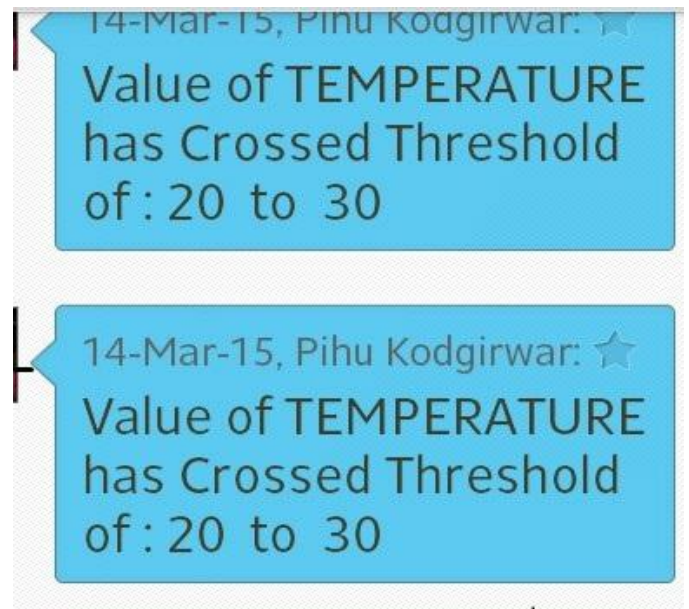 14-Mar-15, Pihu Kodgirwar:
Value of TEMPERATURE
has Crossed Threshold
of : 20 to 30
14-Mar-15, Pihu Kodgirwar:
Value of TEMPERATURE
has Crossed Threshold
of : 20 to 30